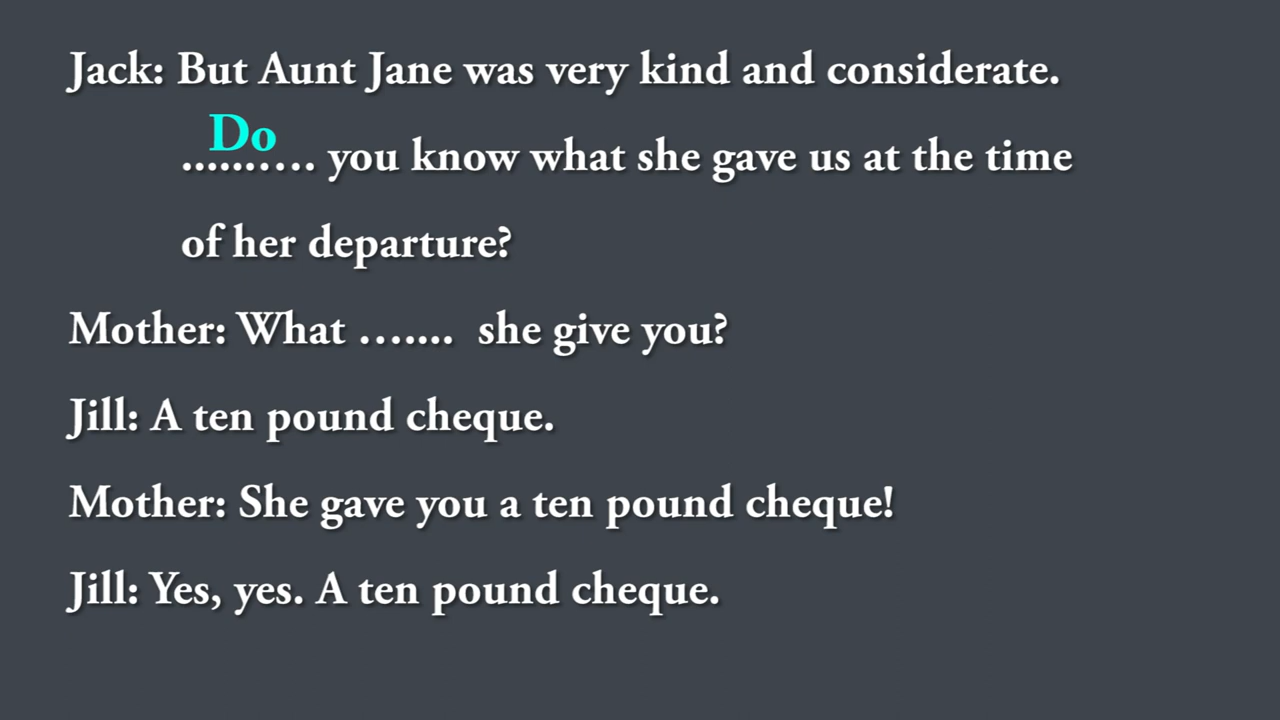 Jack: But Aunt Jane was very kind and considerate.
Do
.......... you know what she gave us at the time
of her departure?
Mother: What ....... she give you?
Jill: A ten pound cheque.
Mother: She gave you a ten pound cheque!
Jill: Yes, yes. A ten pound cheque.